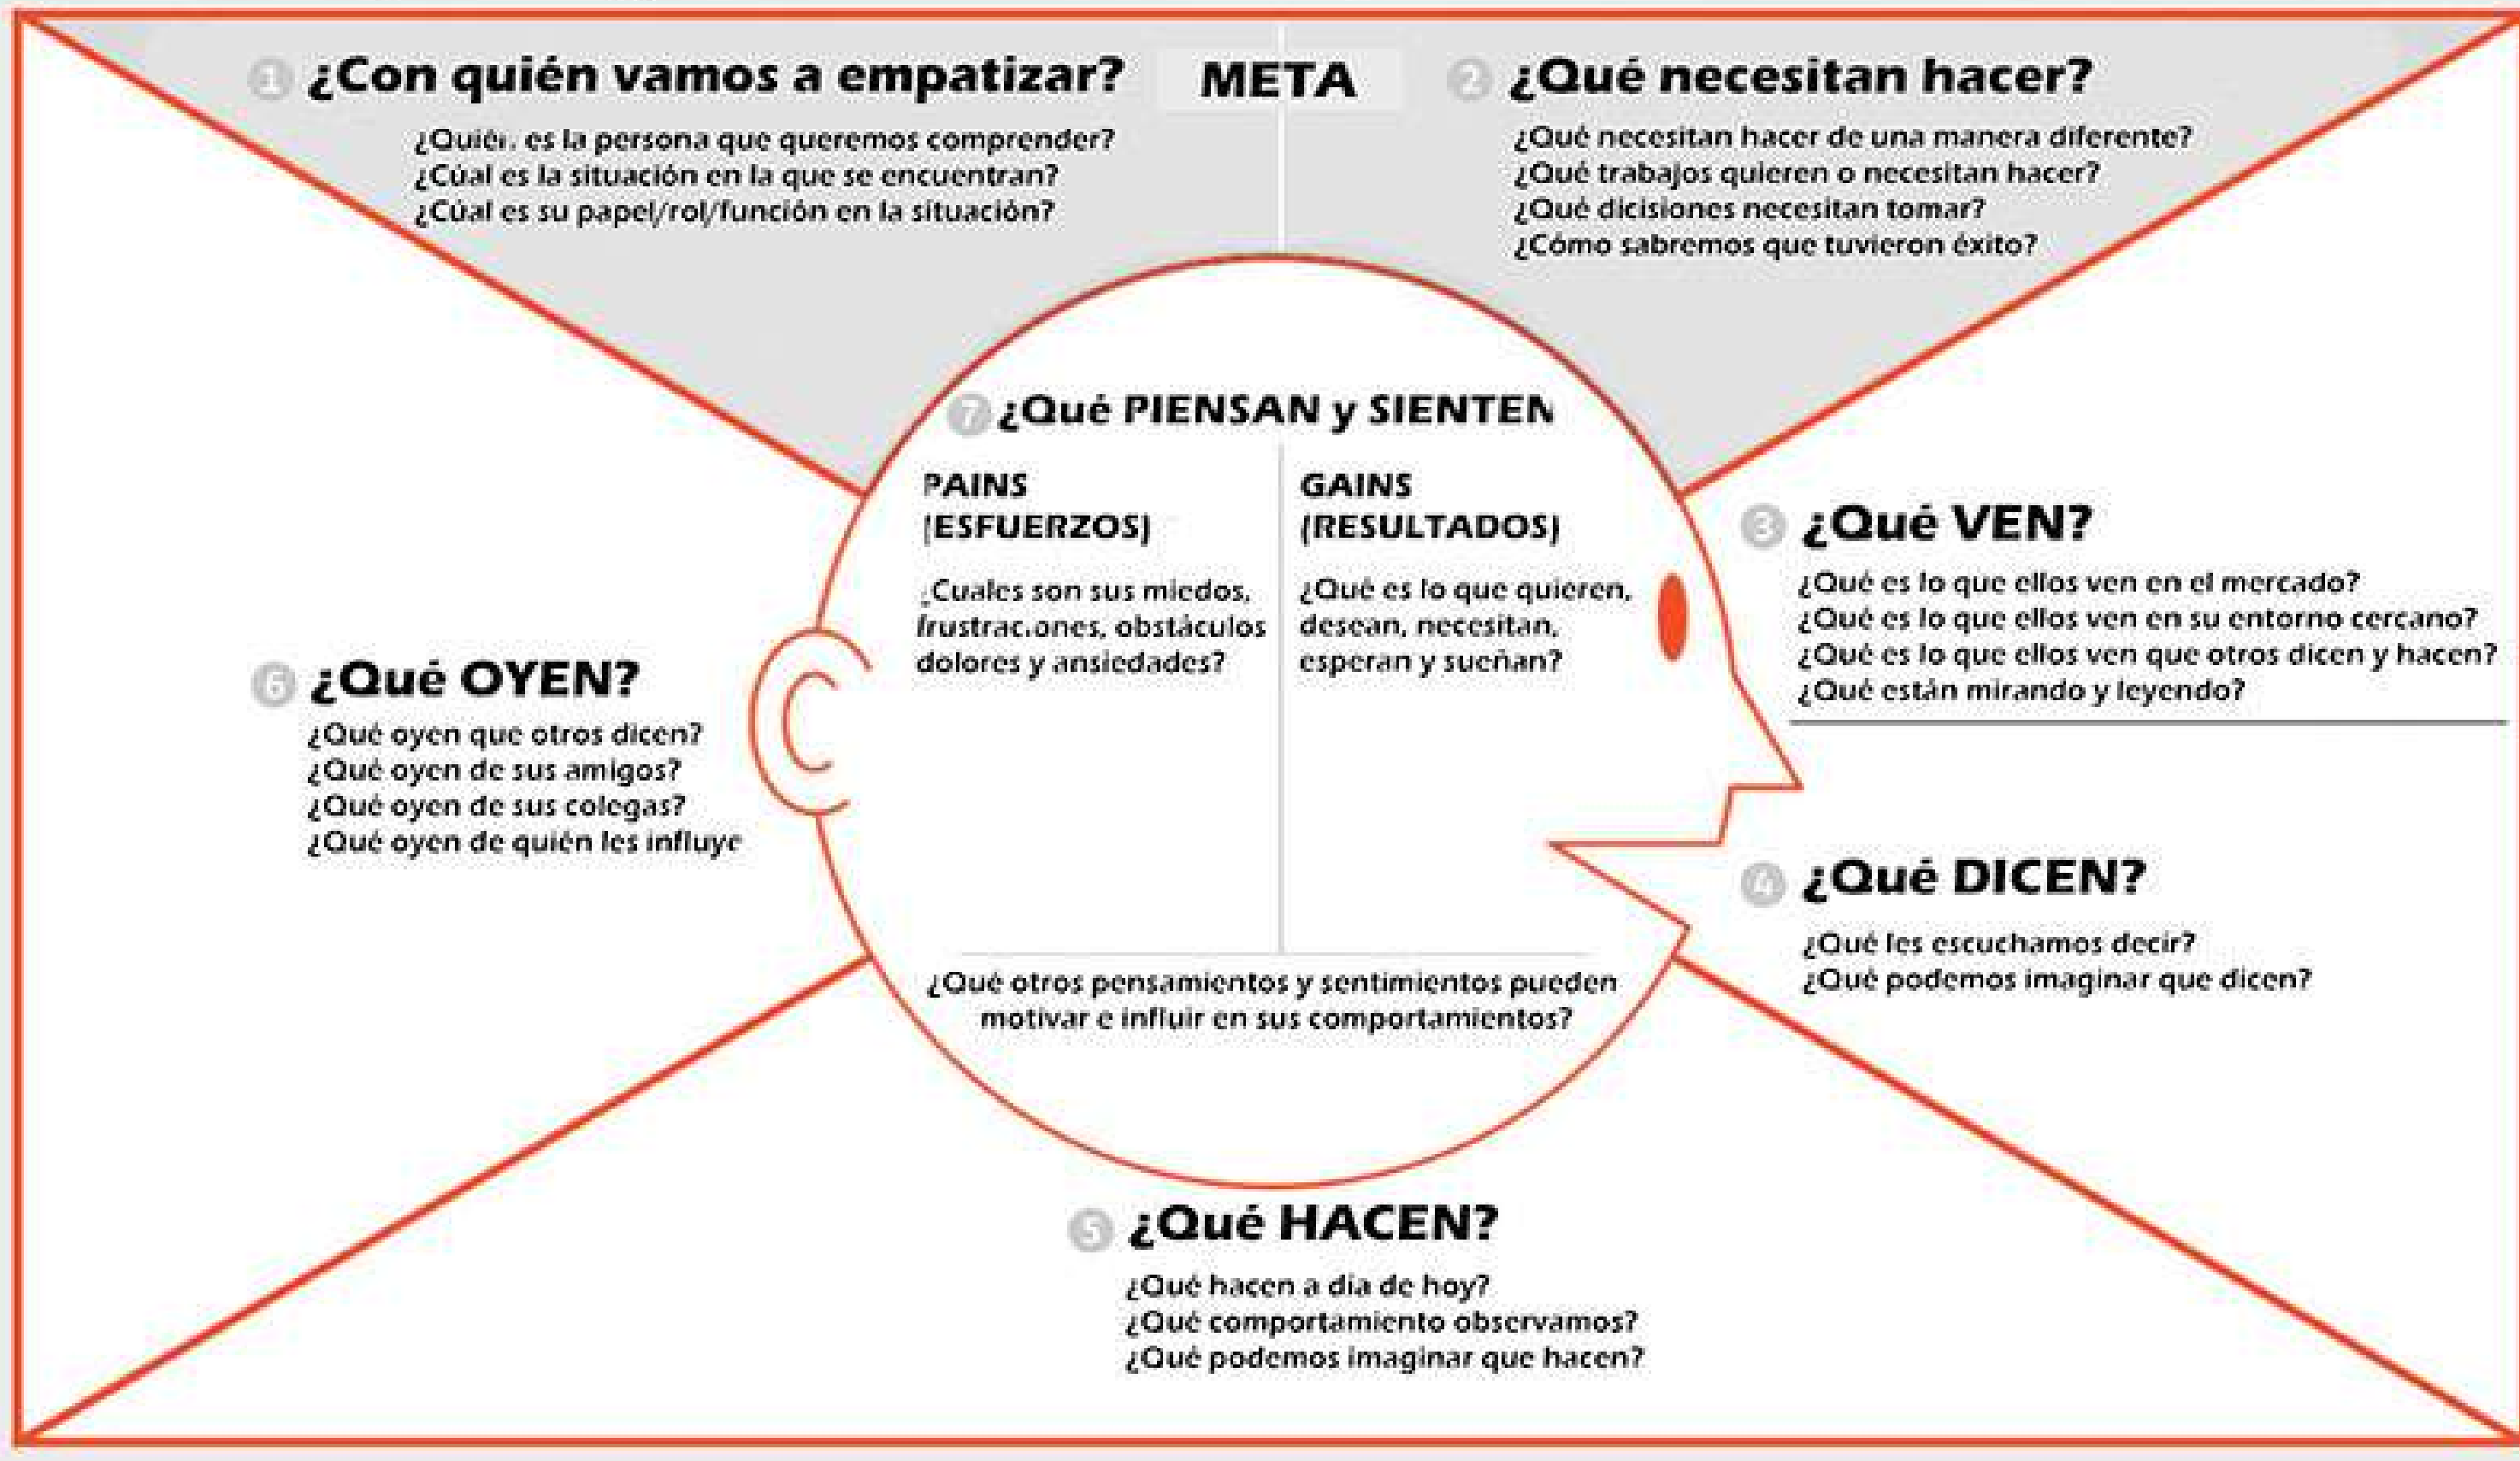 1 ¿Con quién vamos a empatizar?
¿Quién es la persona que queremos comprender?
¿Cúal es la situación en la que se encuentran?
¿Cúal es su papel/rol/función en la situación?
META
2 ¿Qué necesitan hacer?
¿Qué necesitan hacer de una manera diferente?
¿Qué trabajos quieren o necesitan hacer?
¿Qué dicisiones necesitan tomar?
¿Cómo sabremos que tuvieron éxito?
3 ¿Qué VEN?
¿Qué es lo que ellos ven en el mercado?
¿Qué es lo que ellos ven en su entorno cercano?
¿Qué es lo que ellos ven que otros dicen y hacen?
¿Qué están mirando y leyendo?
4 ¿Qué DICEN?
¿Qué les escuchamos decir?
¿Qué podemos imaginar que dicen?
5 ¿Qué HACEN?
¿Qué hacen a día de hoy?
¿Qué comportamiento observamos?
¿Qué podemos imaginar que hacen?
6 ¿Qué OYEN?
¿Qué oyen que otros dicen?
¿Qué oyen de sus amigos?
¿Qué oyen de sus colegas?
¿Qué oyen de quién les influye
7 ¿Qué PIENSAN y SIENTEN
PAINS
(ESFUERZOS)
¿Cuales son sus miedos,
frustraciones, obstáculos
dolores y ansiedades?
GAINS
(RESULTADOS)
¿Qué es lo que quieren,
desean, necesitan,
esperan y sueñan?
¿Qué otros pensamientos y sentimientos pueden
motivar e influir en sus comportamientos?